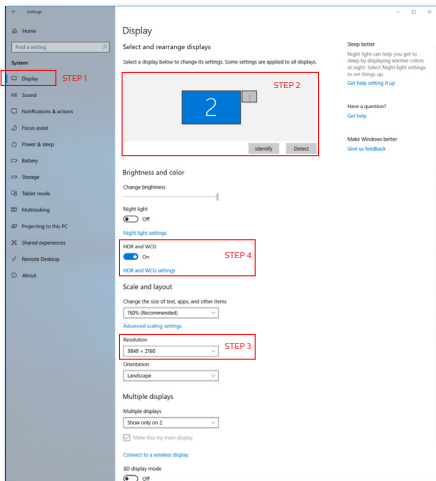 Settings
Home
Find a setting
System
Display
STEP 1
Sound
Notifications & actions
Focus assist
Power & sleep
Battery
Storage
Tablet mode
Multitasking
Projecting to this PC
Shared experiences
Remote Desktop
About
Display
Select and rearrange displays
Select a display below to change its settings. Some settings are applied to all displays.
STEP 2
2
1
Identify
Detect
Brightness and color
Change brightness
Night light
Off
Night light settings
HDR and WCG
On
STEP 4
HDR and WCG settings
Scale and layout
Change the size of text, apps, and other items
150% (Recommended)
Advanced scaling settings
Resolution
3840 × 2160
STEP 3
Orientation
Landscape
Multiple displays
Multiple displays
Show only on 2
Make this my main display
Connect to a wireless display
3D display mode
Off
Sleep better
Night light can help you get to
sleep by displaying warmer colors
at night. Select Night light settings
to set things up.
Get help setting it up
Have a question?
Get help
Make Windows better
Give us feedback